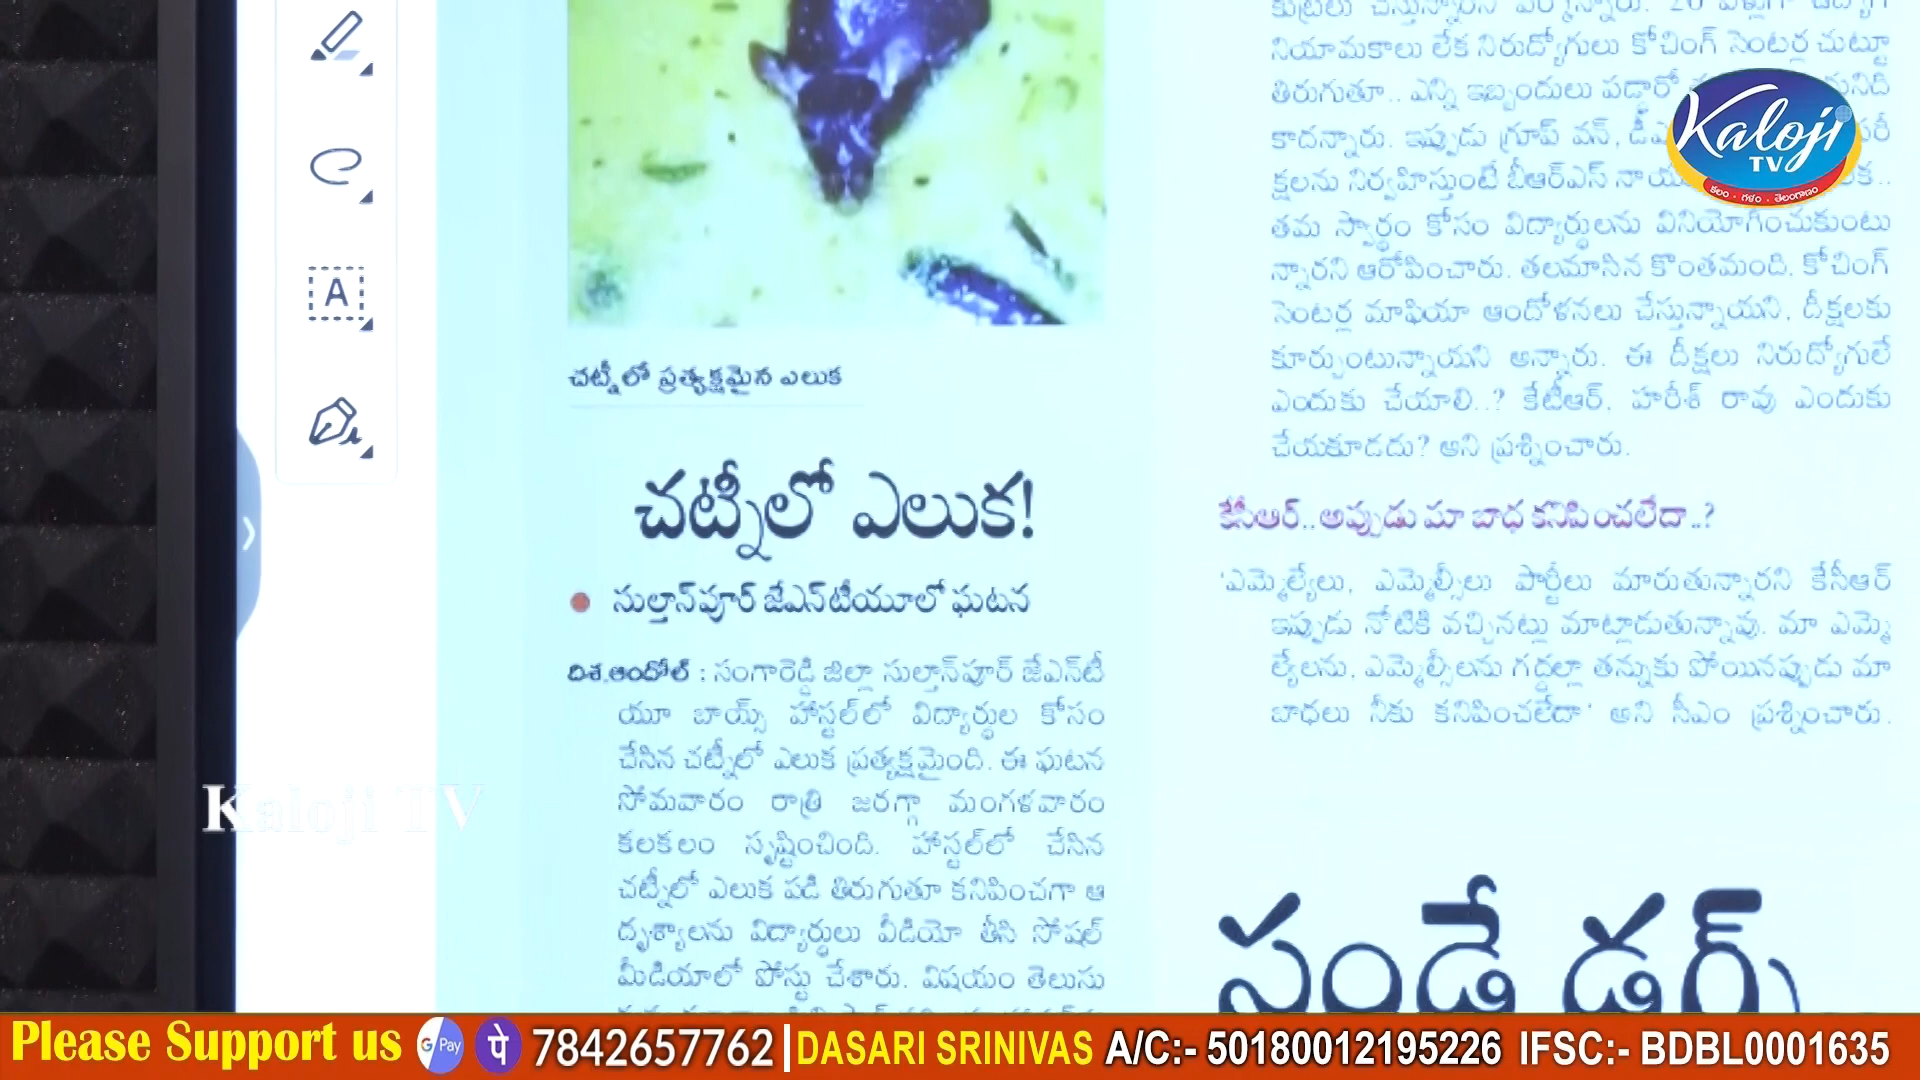 చట్నీలో ప్రత్యక్షమైన ఎలుక
చట్నీలో ఎలుక!
సుల్తాన్‌పూర్ జేఎన్‌టీయూలో ఘటన
దిశ,ఆందోల్ : సంగారెడ్డి జిల్లా సుల్తాన్‌పూర్ జేఎన్‌టీ
యూ బాయ్స్ హాస్టల్‌లో విద్యార్థుల కోసం
చేసిన చట్నీలో ఎలుక ప్రత్యక్షమైంది. ఈ ఘటన
సోమవారం రాత్రి జరగ్గా మంగళవారం
కలకలం సృష్టించింది. హాస్టల్‌లో చేసిన
చట్నీలో ఎలుక పడి తిరుగుతూ కనిపించగా ఆ
దృశ్యాలను విద్యార్థులు వీడియో తీసి సోషల్
మీడియాలో పోస్టు చేశారు. విషయం తెలుసు
నియామకాలు లేక నిరుద్యోగులు కోచింగ్ సెంటర్ల చుట్టూ
తిరుగుతూ.. ఎన్ని ఇబ్బందులు పడ్డారో
కాదన్నారు. ఇప్పుడు గ్రూప్ వన్,
క్షలను నిర్వహిస్తుంటే బీఆర్ఎస్
తమ స్వార్థం కోసం విద్యార్థులను వినియోగించుకుంటు
న్నారని ఆరోపించారు. తలమాసిన కొంతమంది, కోచింగ్
సెంటర్ల మాఫియా ఆందోళనలు చేస్తున్నాయని, దీక్షలకు
కూర్చుంటున్నాయని అన్నారు. ఈ దీక్షలు నిరుద్యోగులే
ఎందుకు చేయాలి..? కేటీఆర్, హరీశ్ రావు ఎందుకు
చేయకూడదు? అని ప్రశ్నించారు.
కేసీఆర్.. అప్పుడు మా బాధ కనిపించలేదా..?
'ఎమ్మెల్యేలు, ఎమ్మెల్సీలు పార్టీలు మారుతున్నారని కేసీఆర్
ఇప్పుడు నోటికి వచ్చినట్లు మాట్లాడుతున్నావు. మా ఎమ్మె
ల్యేలను, ఎమ్మెల్సీలను గద్దల్లా తన్నుకు పోయినప్పుడు మా
బాధలు నీకు కనిపించలేదా' అని సీఎం ప్రశ్నించారు.
సండే డర్స్
A
Kaloji
TV
కలం - గళం - తెలంగాణం
Kaloji TV
Please Support us G Pay पे 7842657762 | DASARI SRINIVAS A/C:- 50180012195226 IFSC:- BDBL0001635